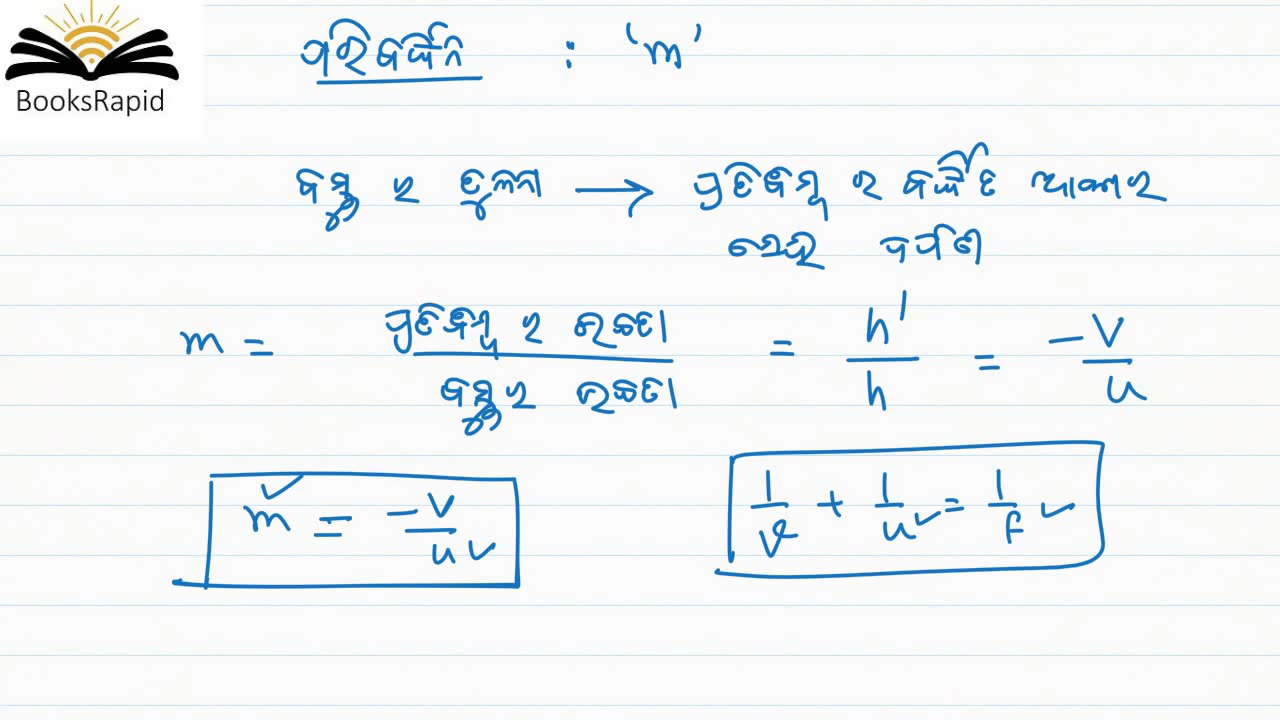 BooksRapid
ପରିବର୍ଦ୍ଧନ : 'm'
ବସ୍ତୁ ର ତୁଳନା → ପ୍ରତିବିମ୍ବ ର ବର୍ଦ୍ଧିତ ଆକାର
ଦର୍ପଣ
m = ପ୍ରତିବିମ୍ବ ର ଉଚ୍ଚତା / ବସ୍ତୁର ଉଚ୍ଚତା = h' / h = -v / u
m = -v / u
1/v + 1/u = 1/f